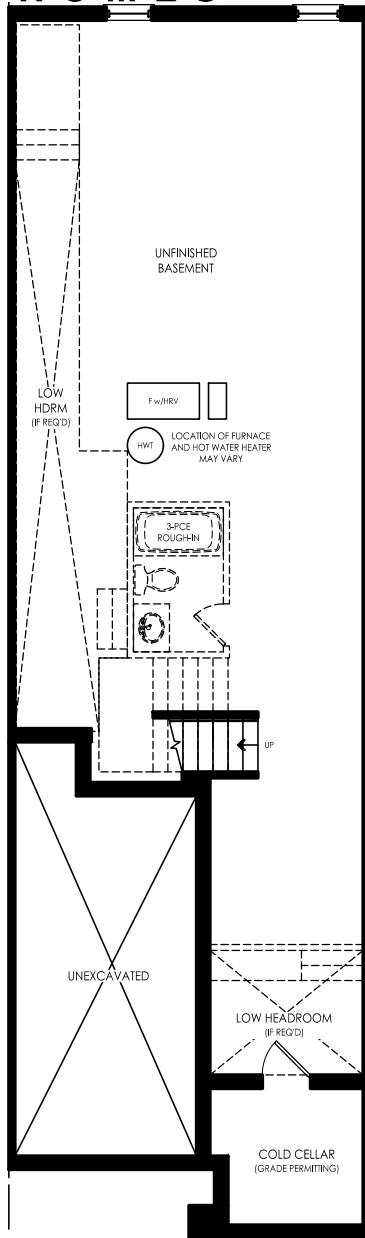 UNFINISHED
BASEMENT
LOW
HDRM
(IF REQ'D)
F w/HRV
HWT
LOCATION OF FURNACE
AND HOT WATER HEATER
MAY VARY
3-PCE
ROUGH-IN
UP
UNEXCAVATED
LOW HEADROOM
(IF REQ'D)
COLD CELLAR
(GRADE PERMITTING)